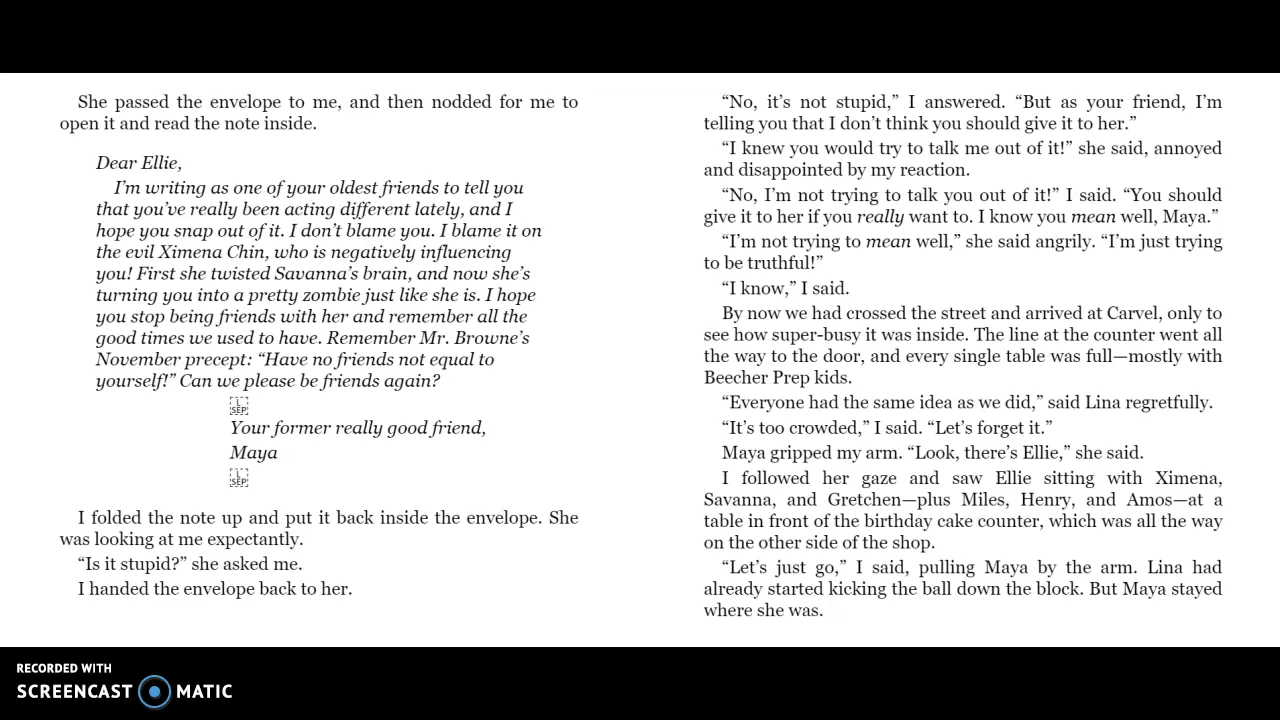 She passed the envelope to me, and then nodded for me to
open it and read the note inside.
Dear Ellie,
I’m writing as one of your oldest friends to tell you
that you’ve really been acting different lately, and I
hope you snap out of it. I don’t blame you. I blame it on
the evil Ximena Chin, who is negatively influencing
you! First she twisted Savanna’s brain, and now she’s
turning you into a pretty zombie just like she is. I hope
you stop being friends with her and remember all the
good times we used to have. Remember Mr. Browne’s
November precept: “Have no friends not equal to
yourself!” Can we please be friends again?
L SEP
Your former really good friend,
Maya
L SEP
I folded the note up and put it back inside the envelope. She
was looking at me expectantly.
“Is it stupid?” she asked me.
I handed the envelope back to her.
“No, it’s not stupid,” I answered. “But as your friend, I’m
telling you that I don’t think you should give it to her.”
“I knew you would try to talk me out of it!” she said, annoyed
and disappointed by my reaction.
“No, I’m not trying to talk you out of it!” I said. “You should
give it to her if you really want to. I know you mean well, Maya.”
“I’m not trying to mean well,” she said angrily. “I’m just trying
to be truthful!”
“I know,” I said.
By now we had crossed the street and arrived at Carvel, only to
see how super-busy it was inside. The line at the counter went all
the way to the door, and every single table was full—mostly with
Beecher Prep kids.
“Everyone had the same idea as we did,” said Lina regretfully.
“It’s too crowded,” I said. “Let’s forget it.”
Maya gripped my arm. “Look, there’s Ellie,” she said.
I followed her gaze and saw Ellie sitting with Ximena,
Savanna, and Gretchen—plus Miles, Henry, and Amos—at a
table in front of the birthday cake counter, which was all the way
on the other side of the shop.
“Let’s just go,” I said, pulling Maya by the arm. Lina had
already started kicking the ball down the block. But Maya stayed
where she was.
RECORDED WITH
SCREENCAST MATIC